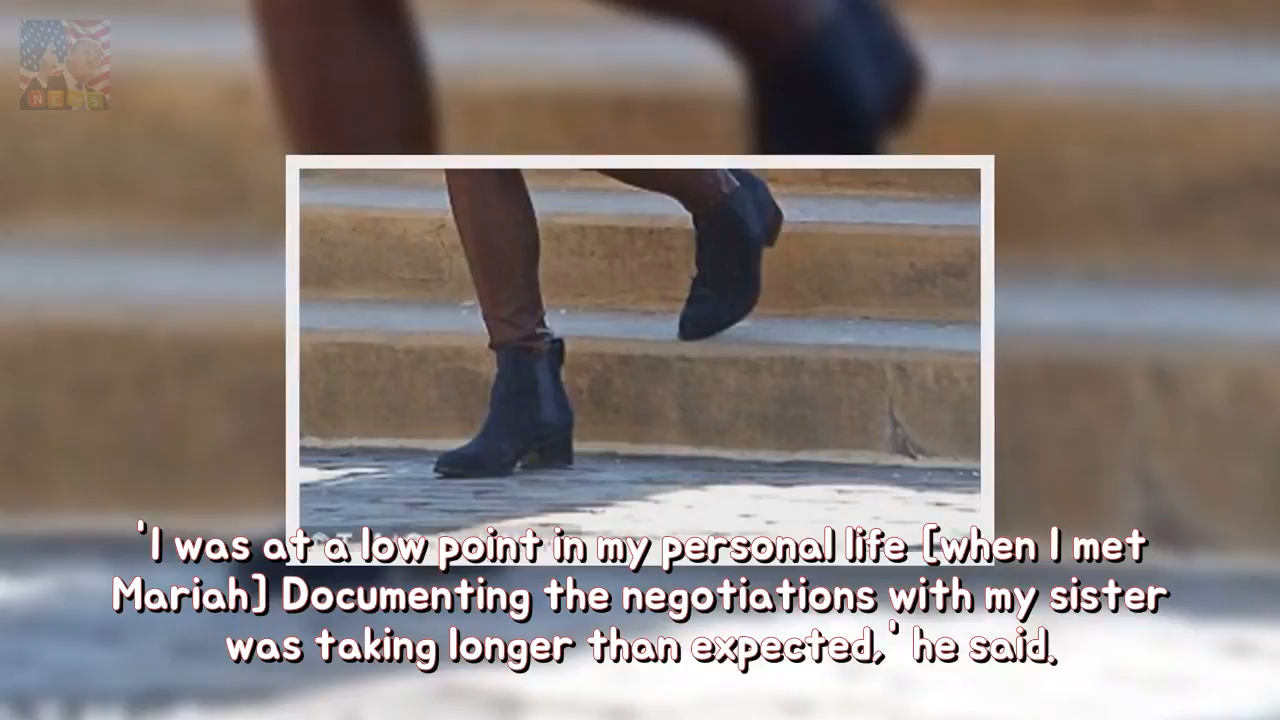 NEWS
'I was at a low point in my personal life [when I met
Mariah] Documenting the negotiations with my sister
was taking longer than expected,' he said.